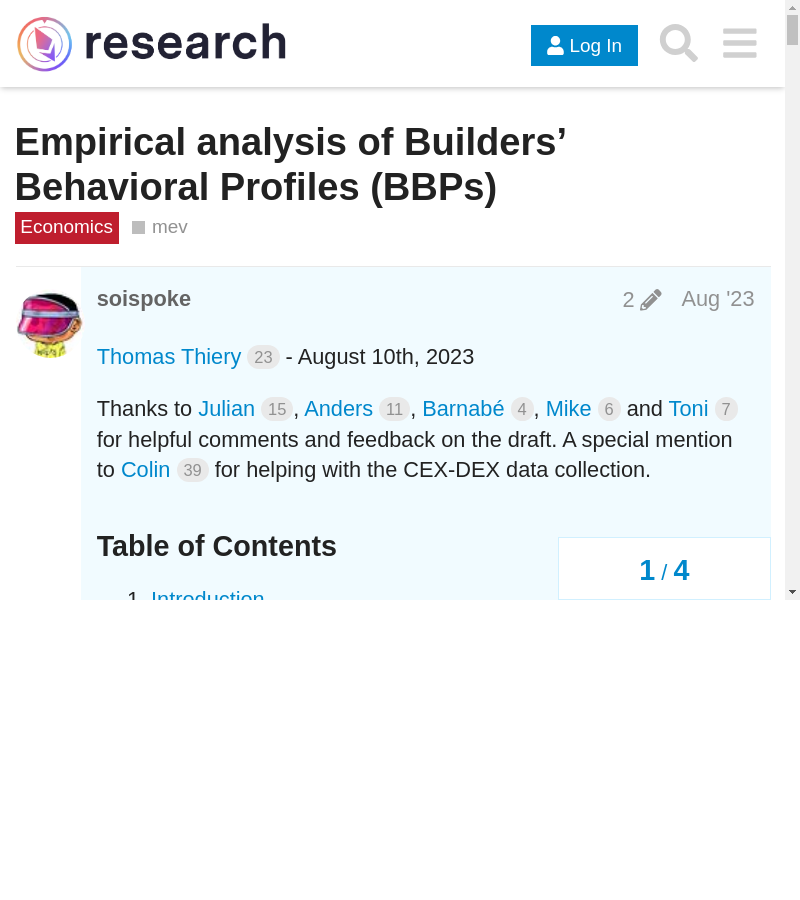 research
Log In
Empirical analysis of Builders’
Behavioral Profiles (BBPs)
Economics mev
soispoke 2 Aug '23
Thomas Thiery 23 - August 10th, 2023
Thanks to Julian 15 , Anders 11 , Barnabé 4 , Mike 6 and Toni 7
for helpful comments and feedback on the draft. A special mention
to Colin 39 for helping with the CEX-DEX data collection.
Table of Contents
1 / 4
1. Introduction